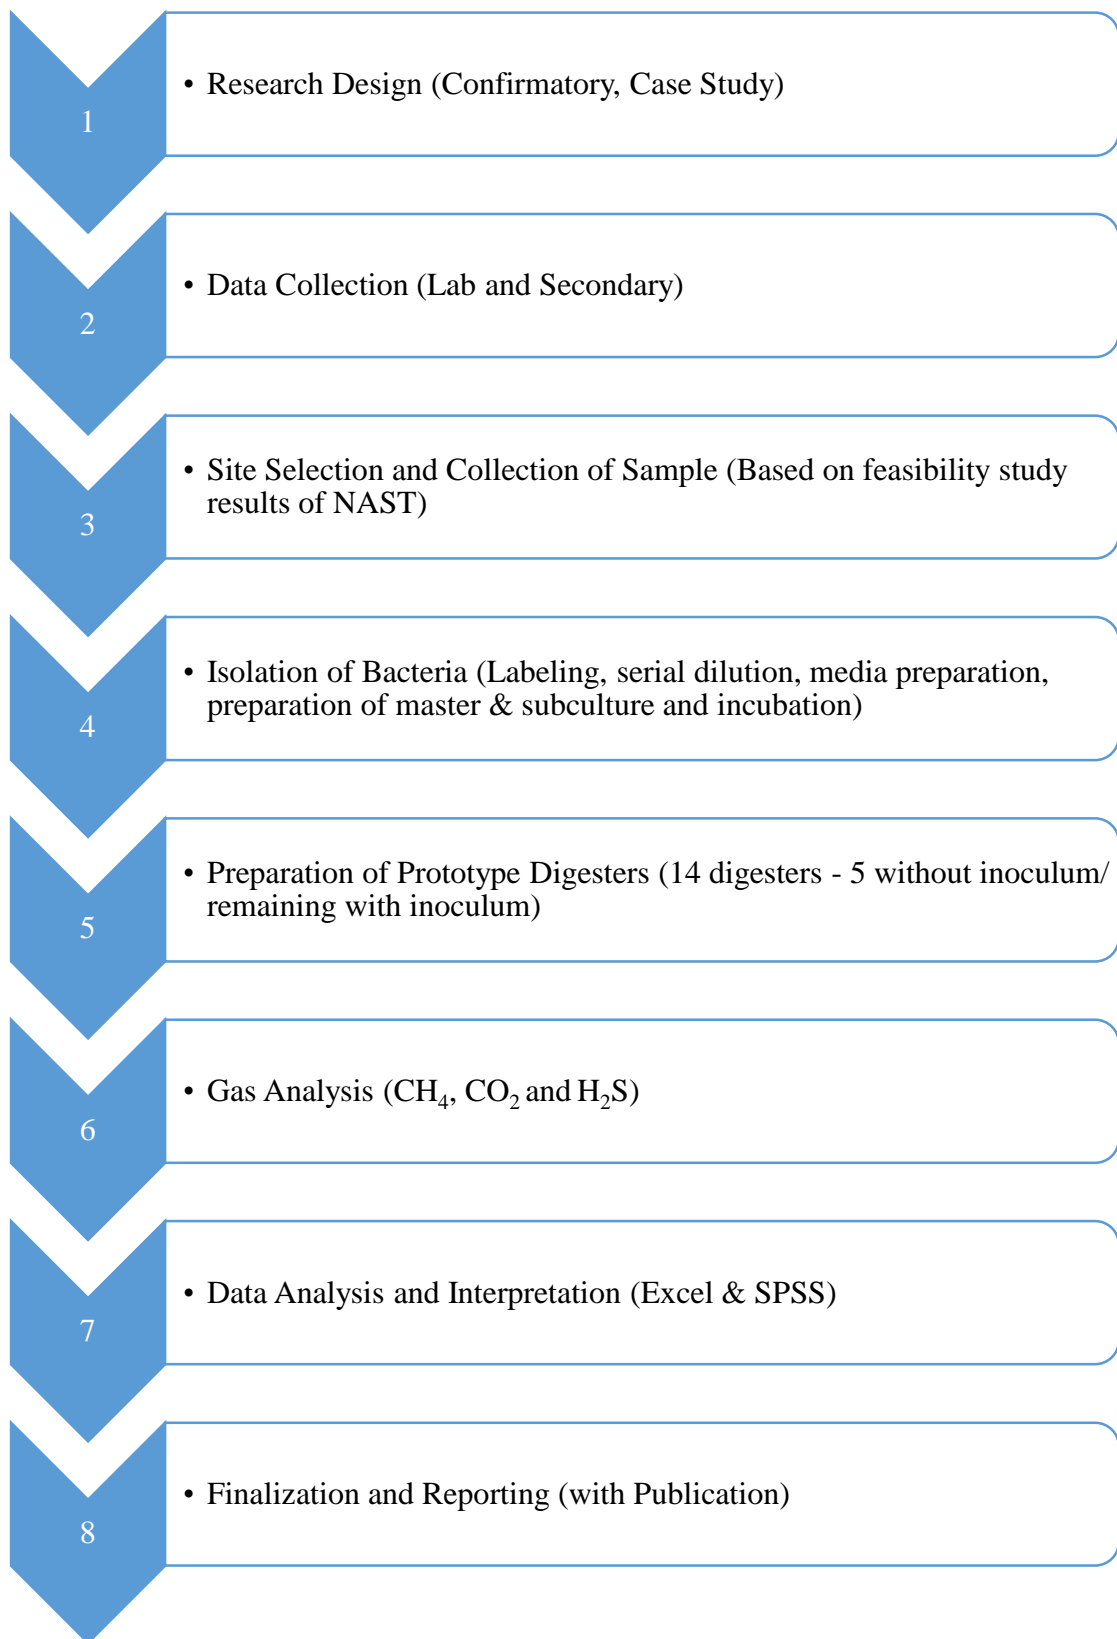 1
• Research Design (Confirmatory, Case Study)
2
• Data Collection (Lab and Secondary)
3
• Site Selection and Collection of Sample (Based on feasibility study
results of NAST)
4
• Isolation of Bacteria (Labeling, serial dilution, media preparation,
preparation of master & subculture and incubation)
5
• Preparation of Prototype Digesters (14 digesters - 5 without inoculum/
remaining with inoculum)
6
• Gas Analysis (CH₄, CO₂ and H₂S)
7
• Data Analysis and Interpretation (Excel & SPSS)
8
• Finalization and Reporting (with Publication)